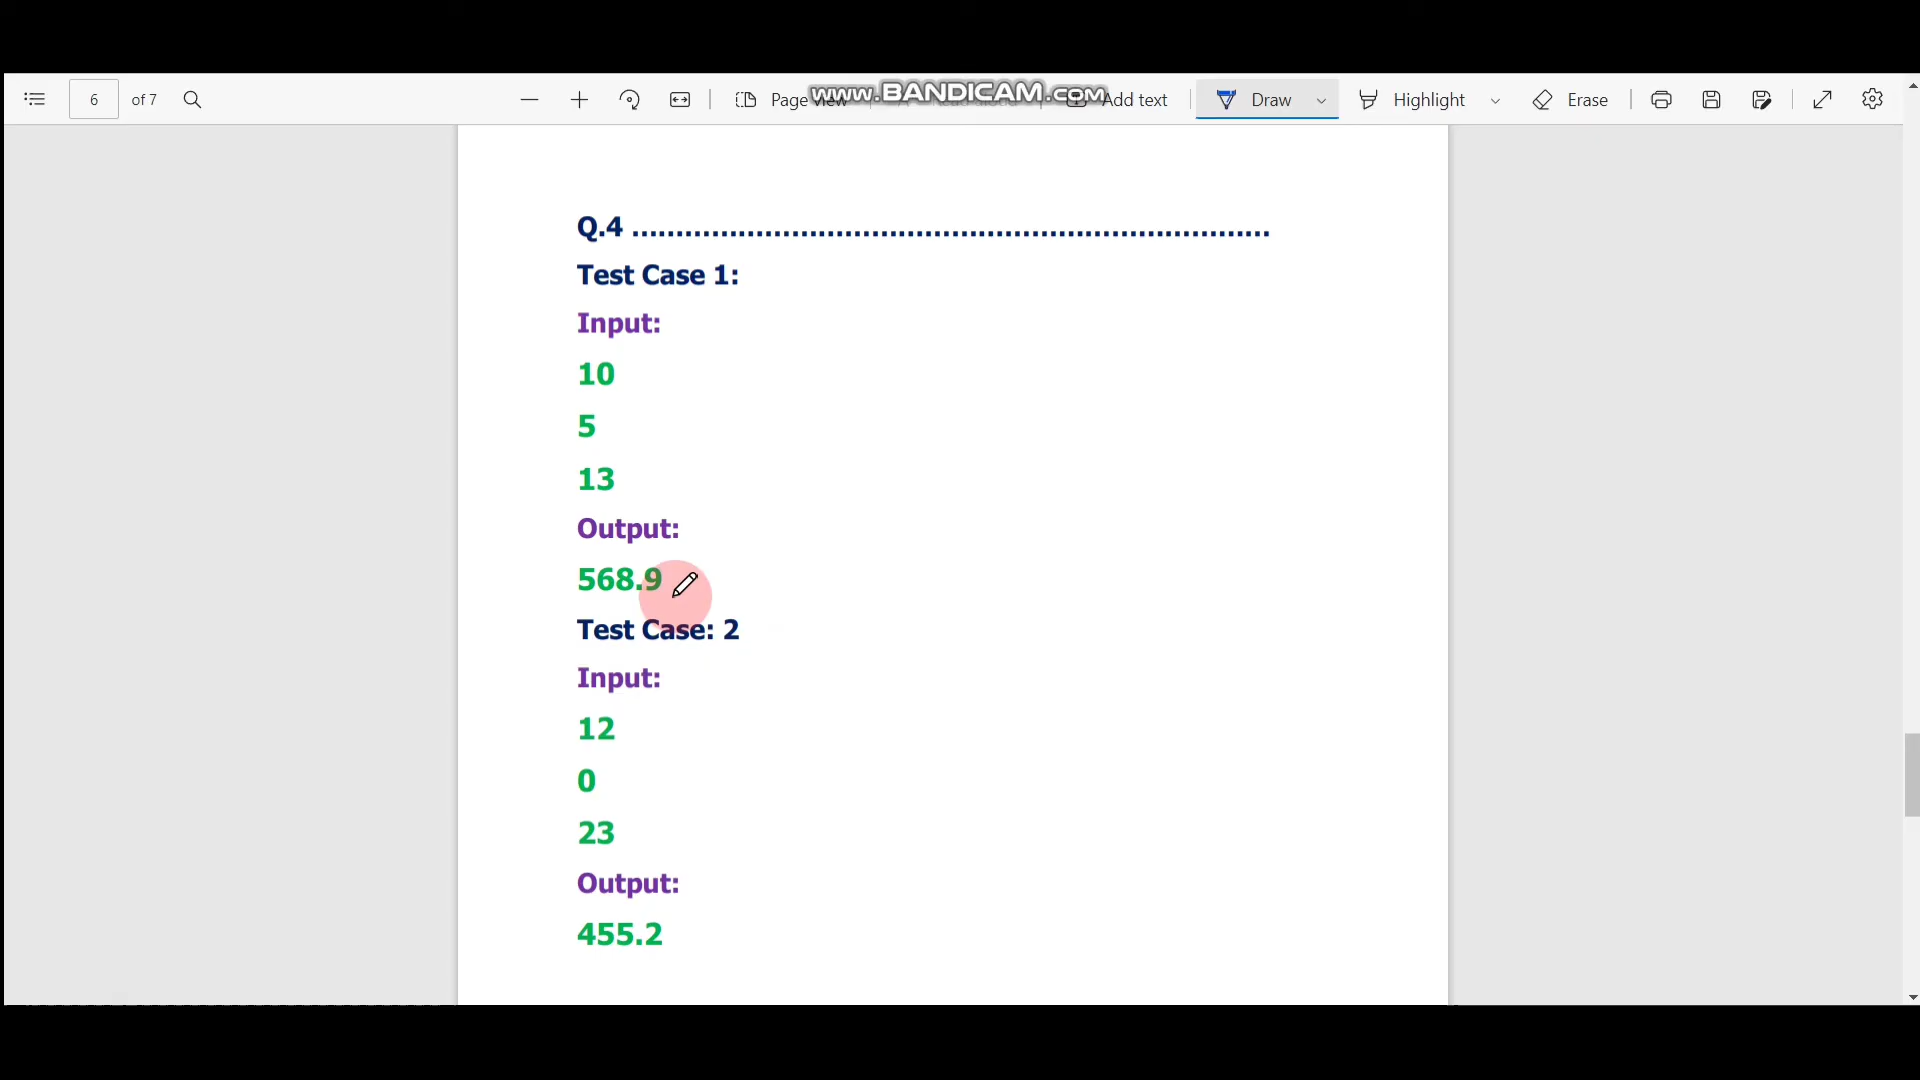 6 of 7 Page View www.BANDICAM.com Add text Draw Highlight Erase
Q.4 ........................................................................
Test Case 1:
Input:
10
5
13
Output:
568.9
Test Case: 2
Input:
12
0
23
Output:
455.2